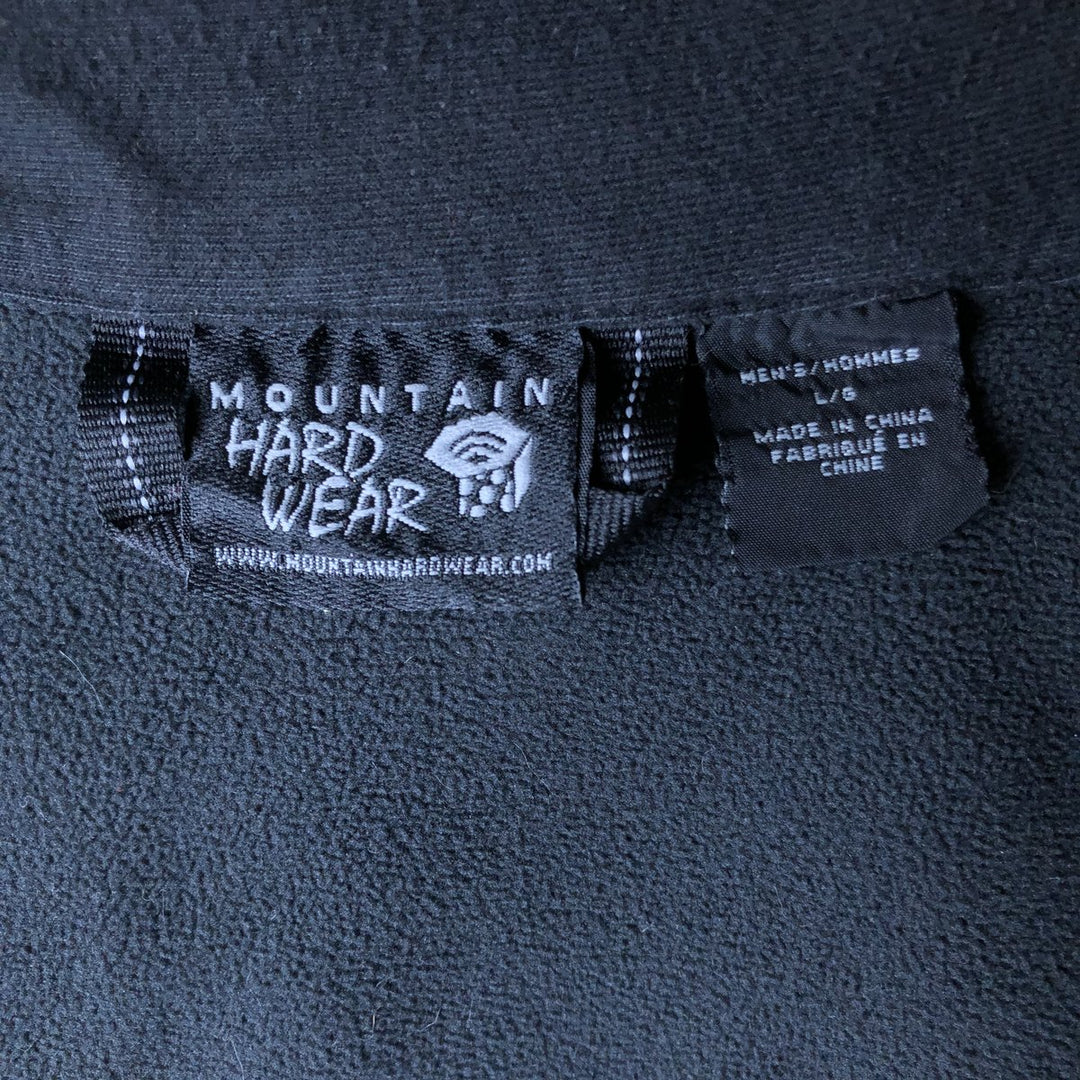 MOUNTAIN
HARD
WEAR
WWW.MOUNTAINHARDWEAR.COM
MEN'S/HOMMES
L/G
MADE IN CHINA
FABRIQUÉ EN
CHINE